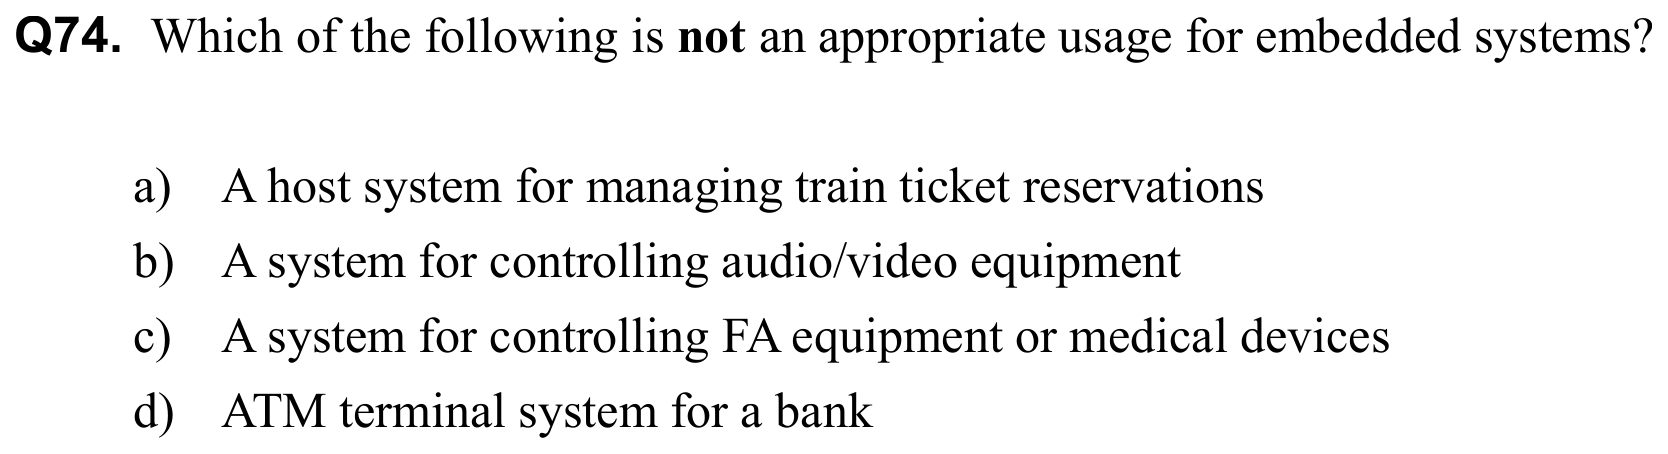 Q74. Which of the following is not an appropriate usage for embedded systems?
a) A host system for managing train ticket reservations
b) A system for controlling audio/video equipment
c) A system for controlling FA equipment or medical devices
d) ATM terminal system for a bank